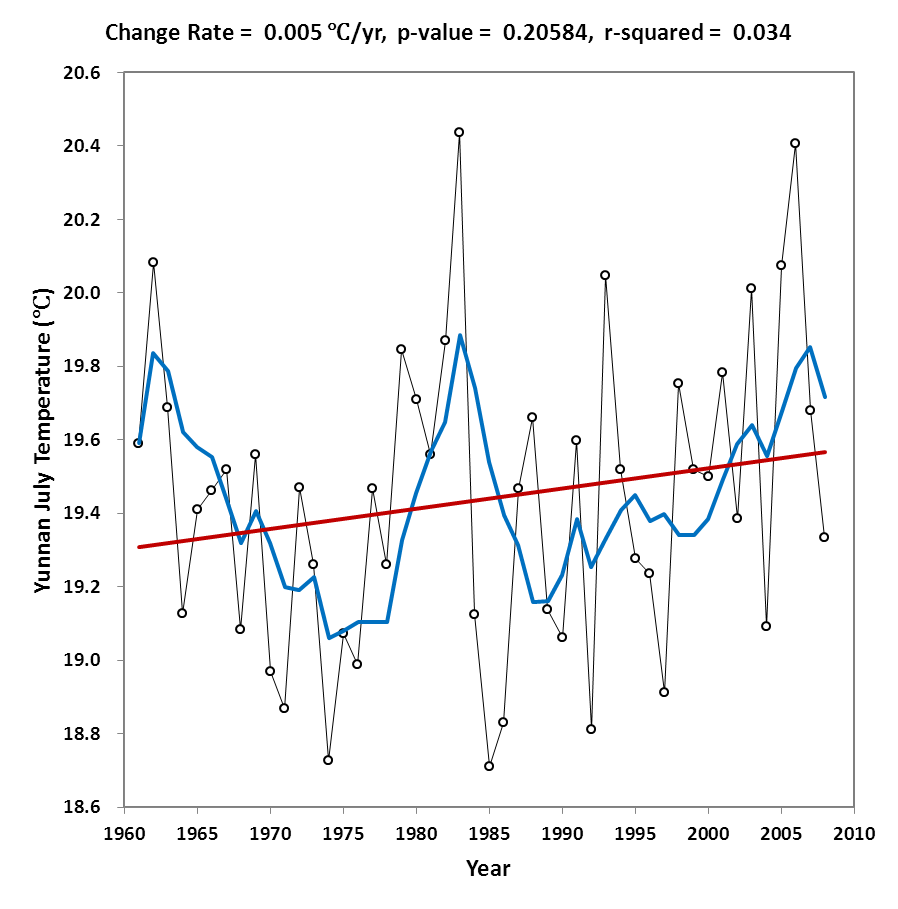 Change Rate = 0.005 ℃/yr, p-value = 0.20584, r-squared = 0.034
20.6
20.4
20.2
20.0
19.8
19.6
19.4
19.2
19.0
18.8
18.6
Yunnan July Temperature (℃)
1960 1965 1970 1975 1980 1985 1990 1995 2000 2005 2010
Year